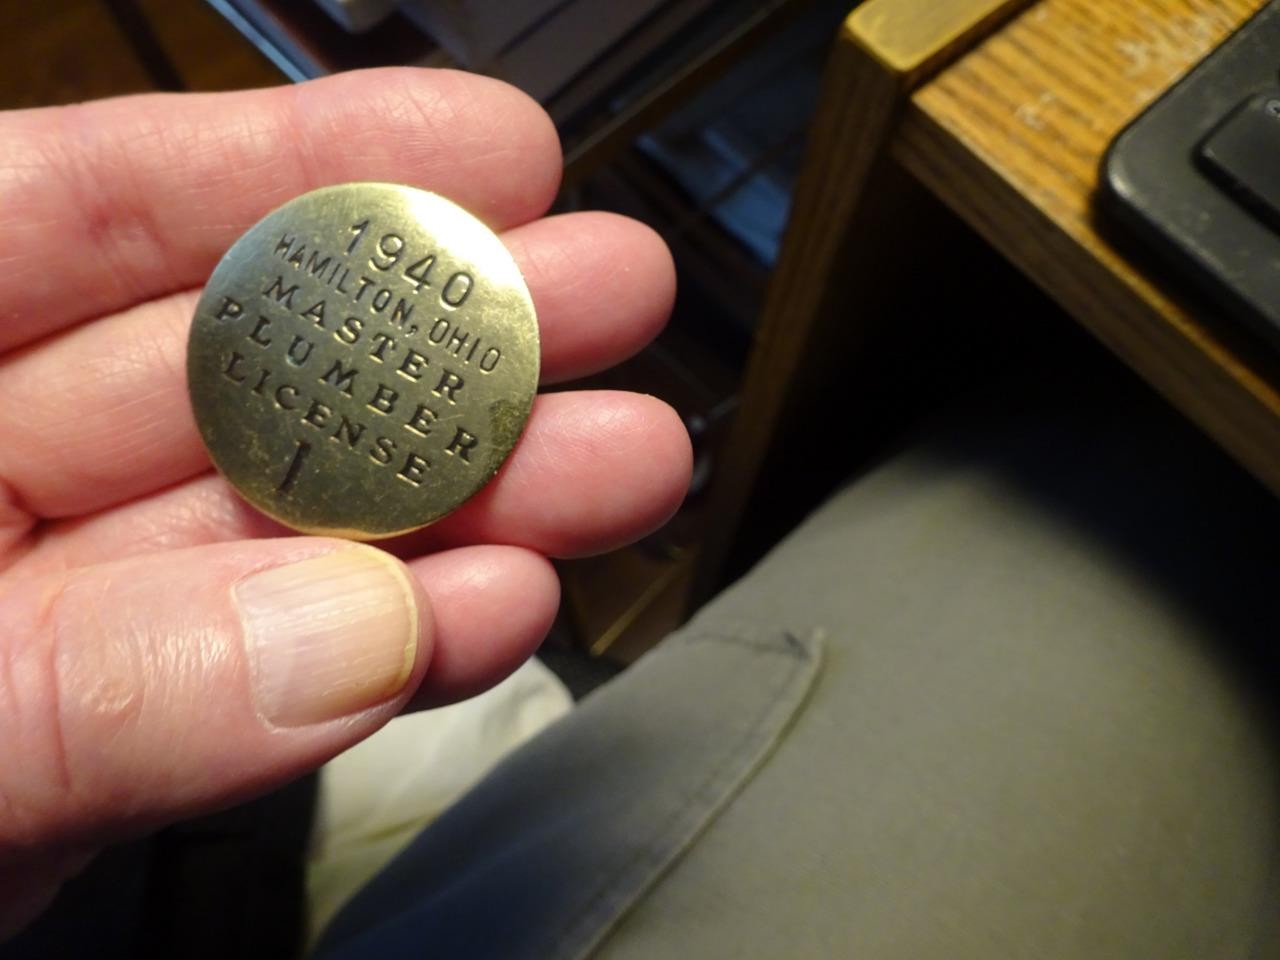 1940
HAMILTON, OHIO
MASTER
PLUMBER
LICENSE
1